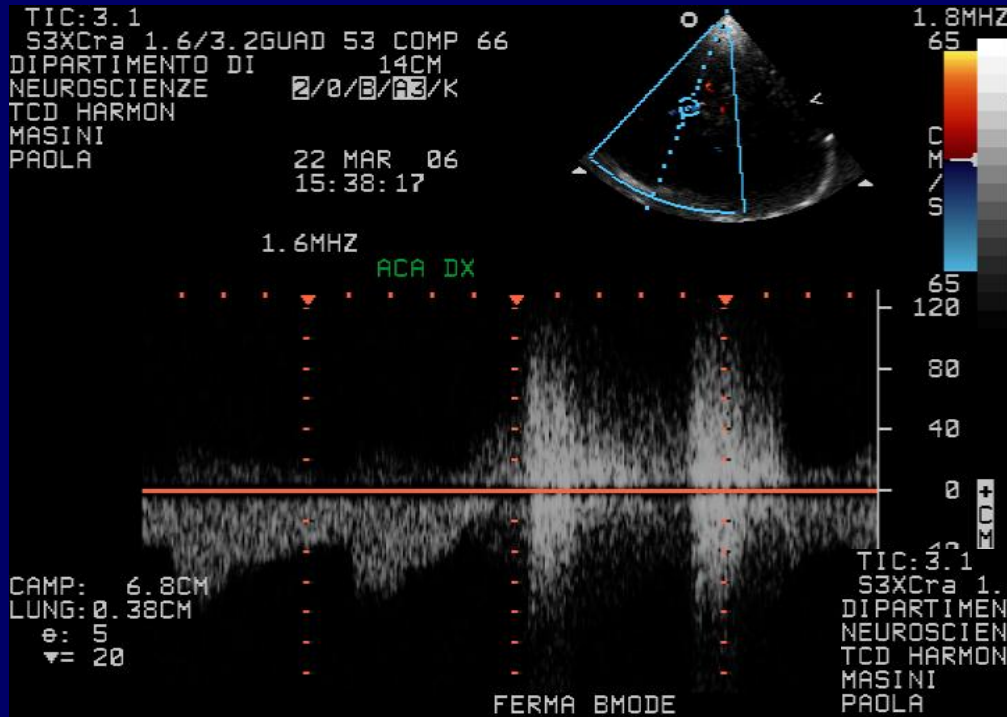 TIC:3.1
S3XCra 1.6/3.2GUAD 53 COMP 66
DIPARTIMENTO DI 14CM
NEUROSCIENZE 2/0/B/A3/K
TCD HARMON
MASINI
PAOLA 22 MAR 06
15:38:17
1.8MHZ
65
CM/S
65
1.6MHZ
ACA DX
120
80
40
0
+CM
CAMP: 6.8CM
LUNG:0.38CM
θ: 5
▼= 20
TIC:3.1
S3XCra 1.
DIPARTIMEN
NEUROSCIEN
TCD HARMON
MASINI
PAOLA
FERMA BMODE